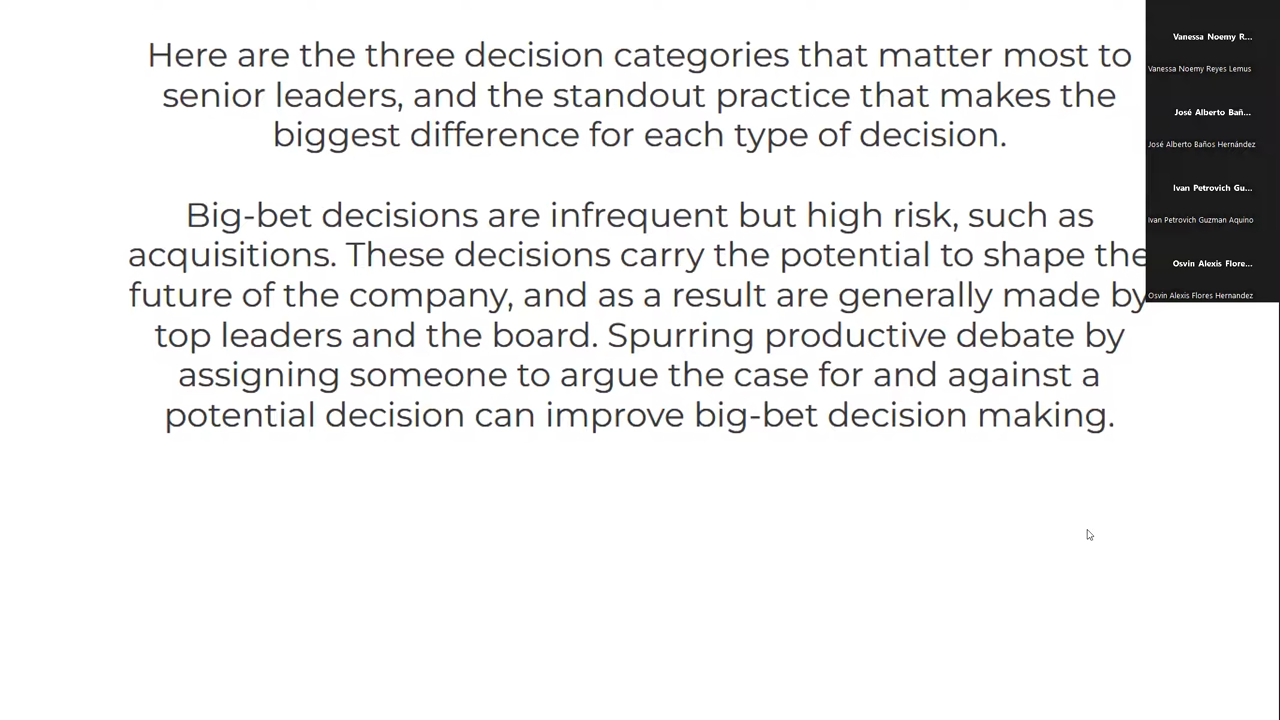 Here are the three decision categories that matter most to
senior leaders, and the standout practice that makes the
biggest difference for each type of decision.
Big-bet decisions are infrequent but high risk, such as
acquisitions. These decisions carry the potential to shape the
future of the company, and as a result are generally made by
top leaders and the board. Spurring productive debate by
assigning someone to argue the case for and against a
potential decision can improve big-bet decision making.
Vanessa Noemy R...
Vanessa Noemy Reyes Lemus
José Alberto Bañ...
José Alberto Baños Hernández
Ivan Petrovich Gu...
Ivan Petrovich Guzman Aquino
Osvin Alexis Flore...
Osvin Alexis Flores Hernandez